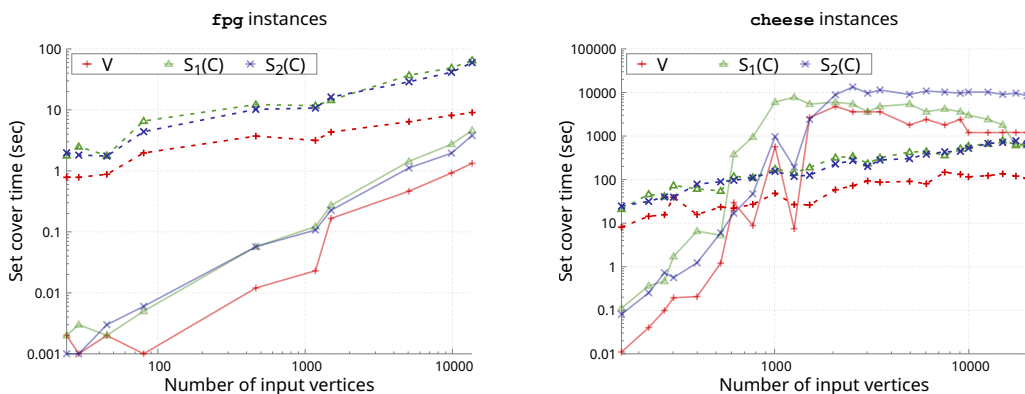 fpg instances
V S1(C) S2(C)
Set cover time (sec)
100
10
1
0.1
0.01
0.001
100 1000 10000
Number of input vertices
cheese instances
V S1(C) S2(C)
Set cover time (sec)
100000
10000
1000
100
10
1
0.1
0.01
1000 10000
Number of input vertices